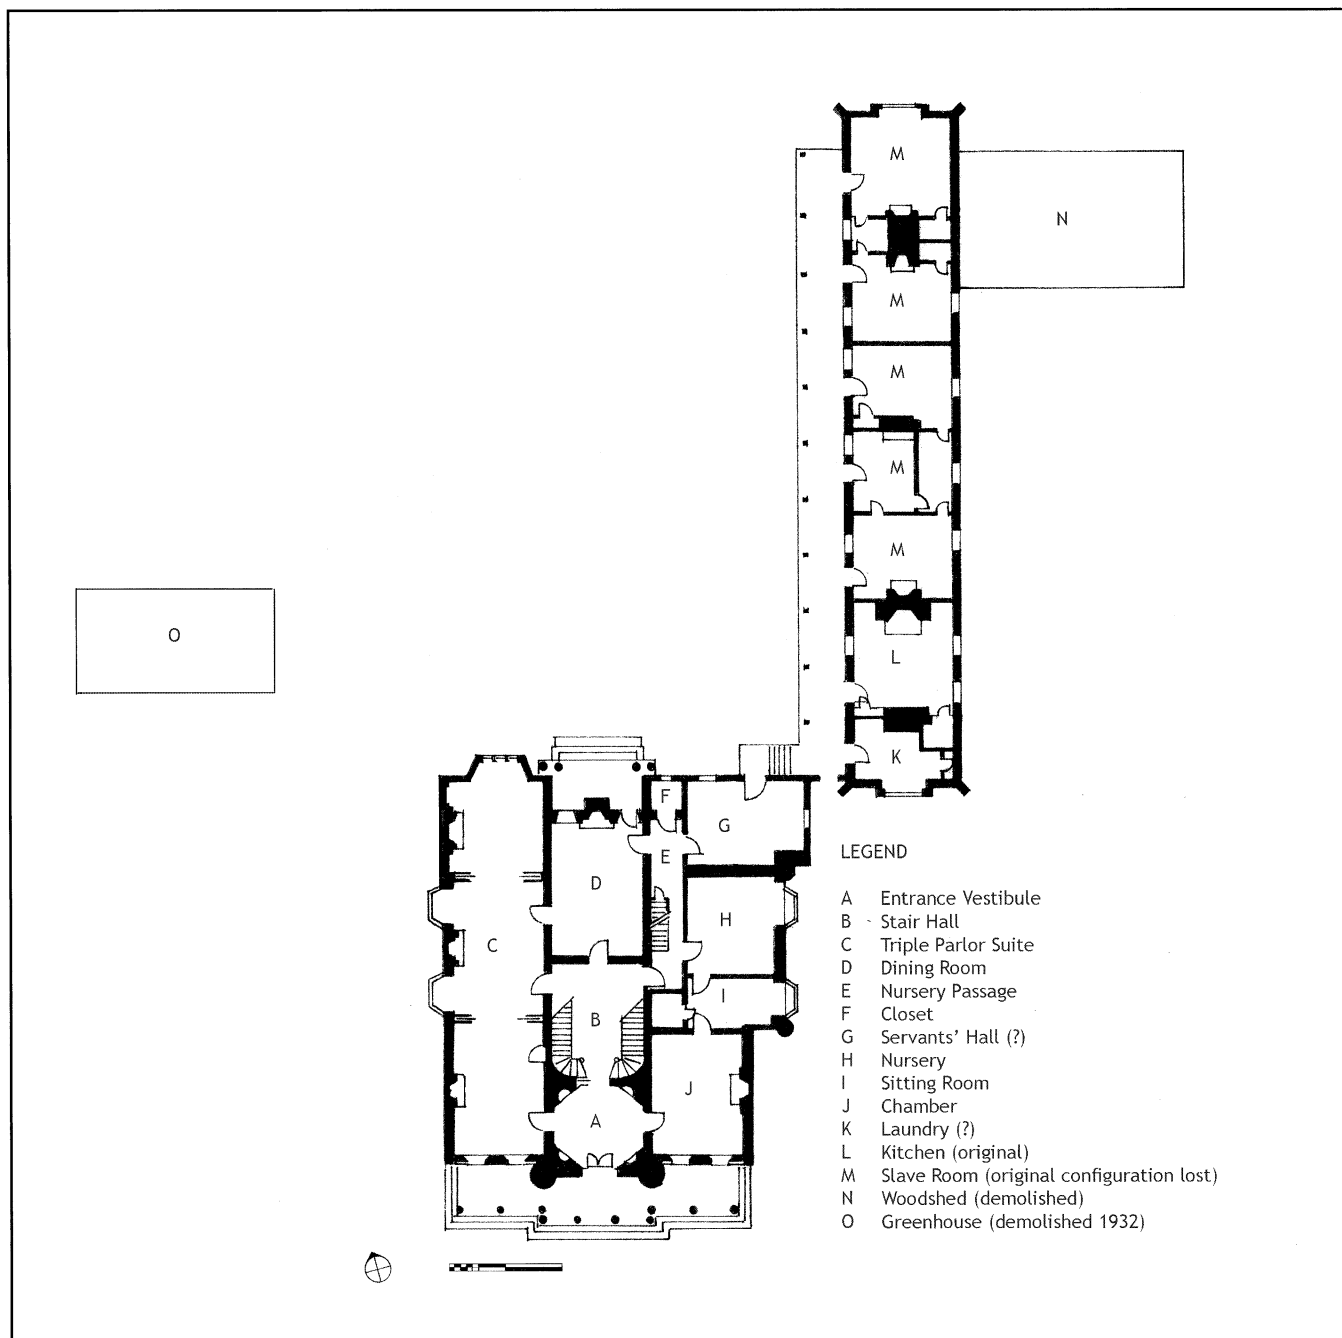 M
N
M
M
M
M
O
L
K
F
G
E
D
H
C
I
B
J
A
LEGEND
A Entrance Vestibule
B Stair Hall
C Triple Parlor Suite
D Dining Room
E Nursery Passage
F Closet
G Servants’ Hall (?)
H Nursery
I Sitting Room
J Chamber
K Laundry (?)
L Kitchen (original)
M Slave Room (original configuration lost)
N Woodshed (demolished)
O Greenhouse (demolished 1932)